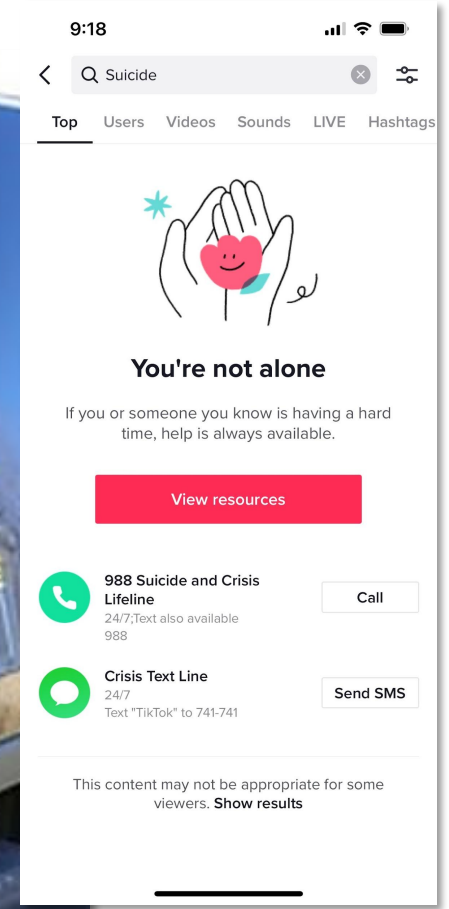 9:18
Suicide
Top Users Videos Sounds LIVE Hashtags
You're not alone
If you or someone you know is having a hard
time, help is always available.
View resources
988 Suicide and Crisis
Lifeline
24/7;Text also available
988
Call
Crisis Text Line
24/7
Text "TikTok" to 741-741
Send SMS
This content may not be appropriate for some
viewers. Show results